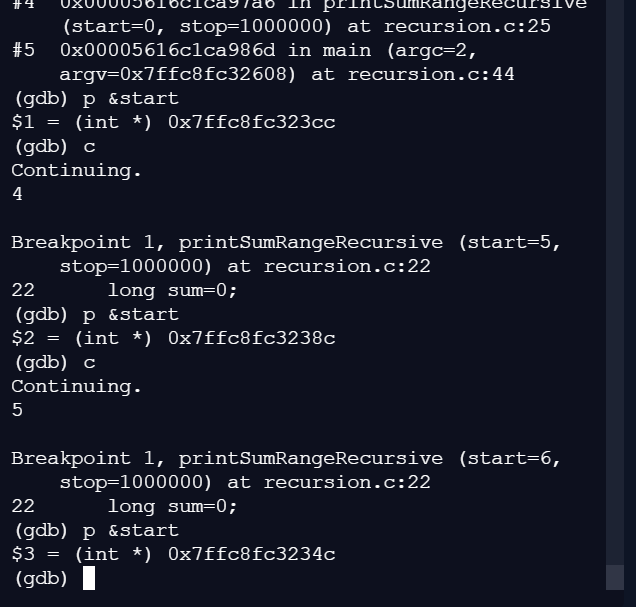 #4  0x00005616c1ca97a6 in printSumRangeRecursive
    (start=0, stop=1000000) at recursion.c:25
#5  0x00005616c1ca986d in main (argc=2,
    argv=0x7ffc8fc32608) at recursion.c:44
(gdb) p &start
$1 = (int *) 0x7ffc8fc323cc
(gdb) c
Continuing.
4

Breakpoint 1, printSumRangeRecursive (start=5,
    stop=1000000) at recursion.c:22
22      long sum=0;
(gdb) p &start
$2 = (int *) 0x7ffc8fc3238c
(gdb) c
Continuing.
5

Breakpoint 1, printSumRangeRecursive (start=6,
    stop=1000000) at recursion.c:22
22      long sum=0;
(gdb) p &start
$3 = (int *) 0x7ffc8fc3234c
(gdb)